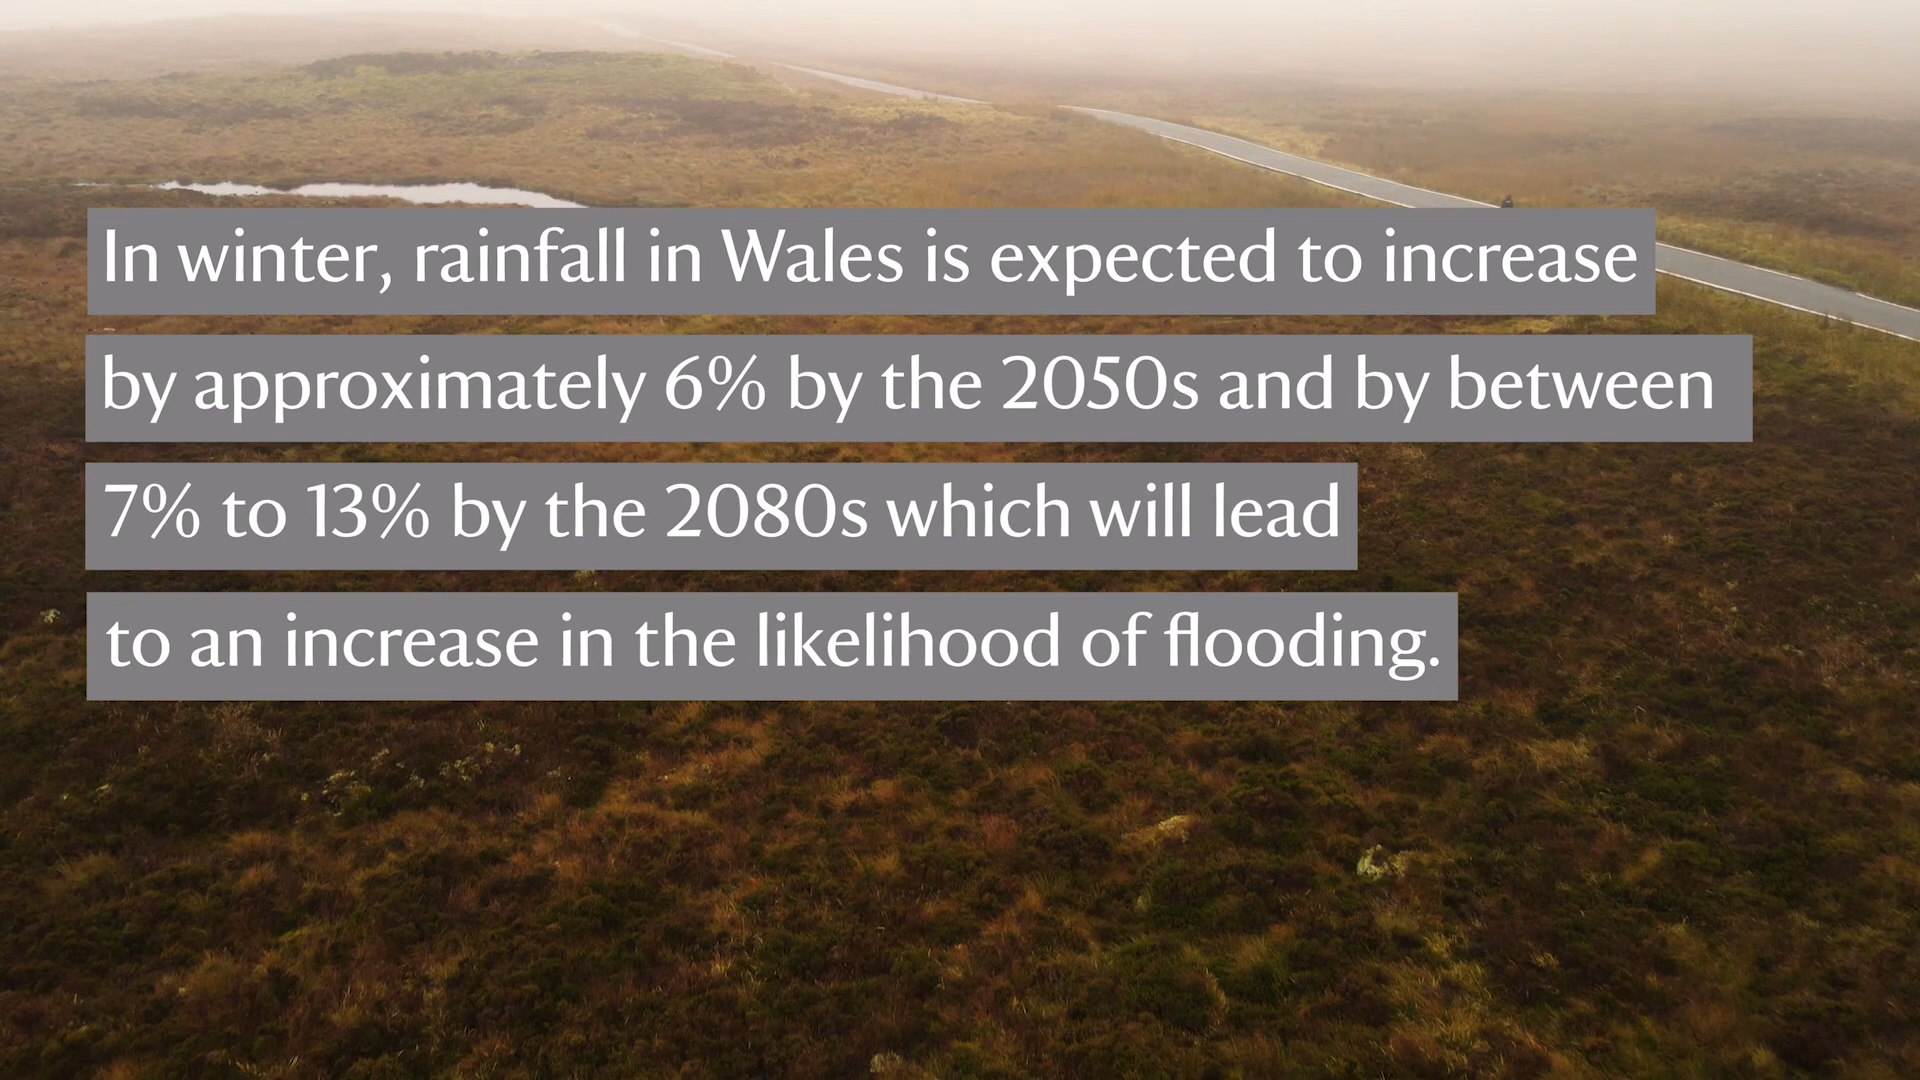 In winter, rainfall in Wales is expected to increase
by approximately 6% by the 2050s and by between
7% to 13% by the 2080s which will lead
to an increase in the likelihood of flooding.